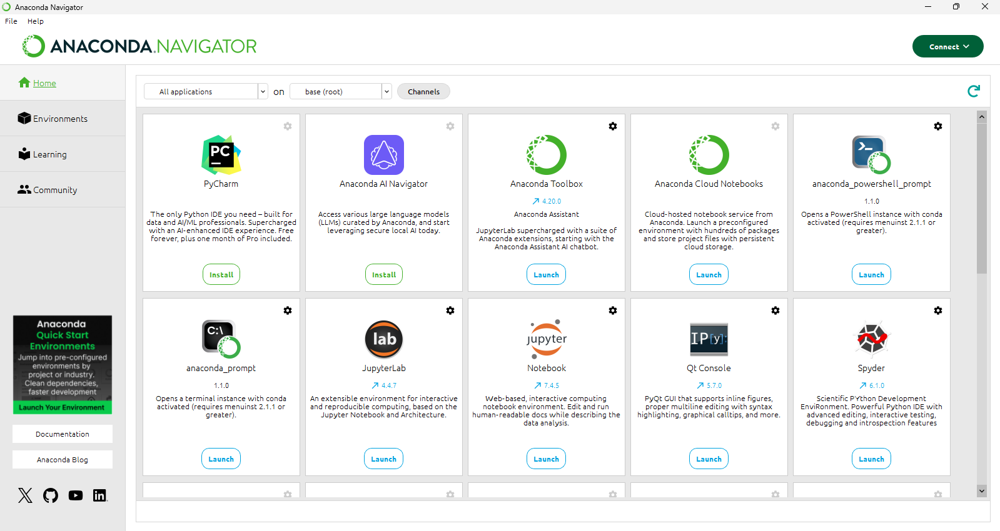 Anaconda Navigator
File Help
ANACONDA.NAVIGATOR
Connect
Home
Environments
Learning
Community
Anaconda
Quick Start
Environments
Jump into pre-configured
environments by
project or industry.
Clean dependencies,
faster development
Launch Your Environment
Documentation
Anaconda Blog
All applications on base (root) Channels
PC
PyCharm
The only Python IDE you need – built for
data and AI/ML professionals. Supercharged
with an AI-enhanced IDE experience. Free
forever, plus one month of Pro included.
Install
Anaconda AI Navigator
Access various large language models
(LLMs) curated by Anaconda, and start
leveraging secure local AI today.
Install
Anaconda Toolbox
4.20.0
Anaconda Assistant
JupyterLab supercharged with a suite of
Anaconda extensions, starting with the
Anaconda Assistant AI chatbot.
Launch
Anaconda Cloud Notebooks
Cloud-hosted notebook service from
Anaconda. Launch a preconfigured
environment with hundreds of packages
and store project files with persistent
cloud storage.
Launch
anaconda_powershell_prompt
1.1.0
Opens a PowerShell instance with conda
activated (requires menuinst 2.1.1 or
greater).
Launch
C:\
anaconda_prompt
1.1.0
Opens a terminal instance with conda
activated (requires menuinst 2.1.1 or
greater).
Launch
lab
JupyterLab
4.4.7
An extensible environment for interactive
and reproducible computing, based on the
Jupyter Notebook and Architecture.
Launch
jupyter
Notebook
7.4.5
Web-based, interactive computing
notebook environment. Edit and run
human-readable docs while describing the
data analysis.
Launch
IP[y]:
Qt Console
5.7.0
PyQt GUI that supports inline figures,
proper multiline editing with syntax
highlighting, graphical calltips, and more.
Launch
Spyder
6.1.0
Scientific PYthon Development
EnviRonment. Powerful Python IDE with
advanced editing, interactive testing,
debugging and introspection features
Launch